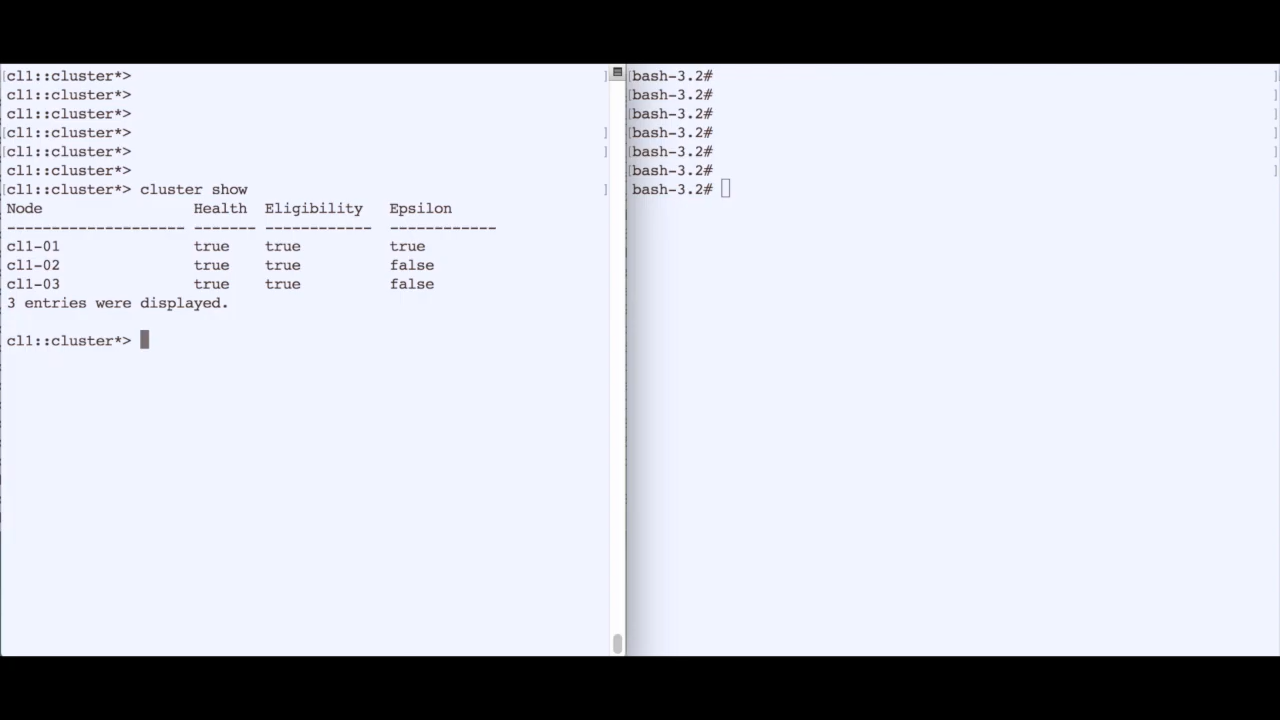 [cl1::cluster*> ]
cl1::cluster*>
cl1::cluster*>
[cl1::cluster*> ]
[cl1::cluster*> ]
cl1::cluster*>
[cl1::cluster*> cluster show ]
Node Health Eligibility Epsilon
-------------------- ------- ------------ ------------
cl1-01 true true true
cl1-02 true true false
cl1-03 true true false
3 entries were displayed.
cl1::cluster*>
[bash-3.2# ]
[bash-3.2# ]
[bash-3.2# ]
[bash-3.2# ]
[bash-3.2# ]
[bash-3.2# ]
bash-3.2#